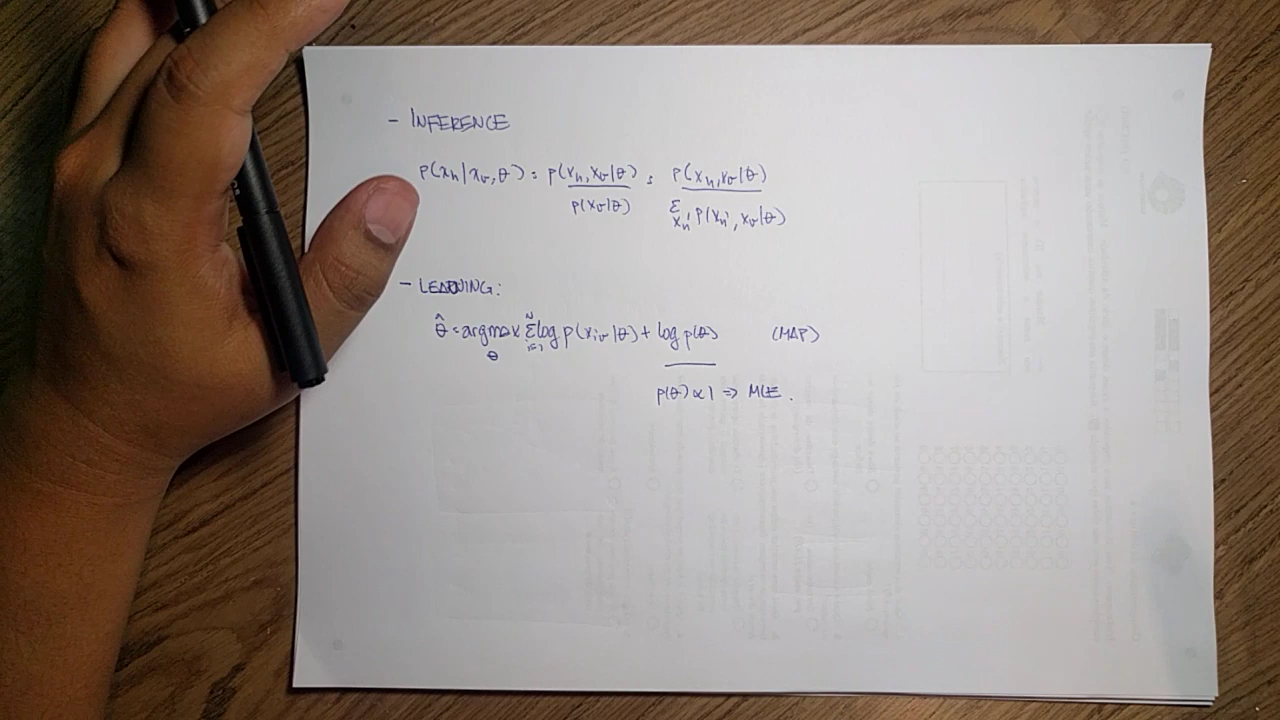 - INFERENCE
p(xh|xv,θ) = p(xh,xv|θ) / p(xv|θ) = p(xh,xv|θ) / Σxh' p(xh',xv|θ)
- LEARNING:
θ̂ = argmax θ Σ i=1 N log p(xiv|θ) + log p(θ) (MAP)
p(θ) ∝ 1 ⇒ MLE.